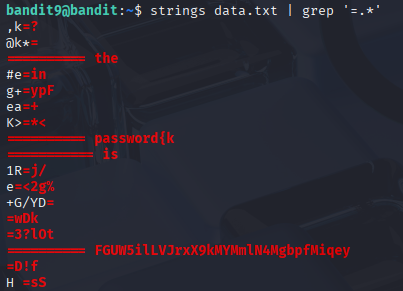 bandit9@bandit:~$ strings data.txt | grep '=.*'
,k=?
@k*=
========== the
#e=in
g+=ypF
ea=+
K>=*<
========== password{k
=========== is
1R=j/
e=<2g%
+G/YD=
=wDk
=3?lOt
========== FGUW5ilLVJrxX9kMYMmlN4MgbpfMiqey
=D!f
H =sS